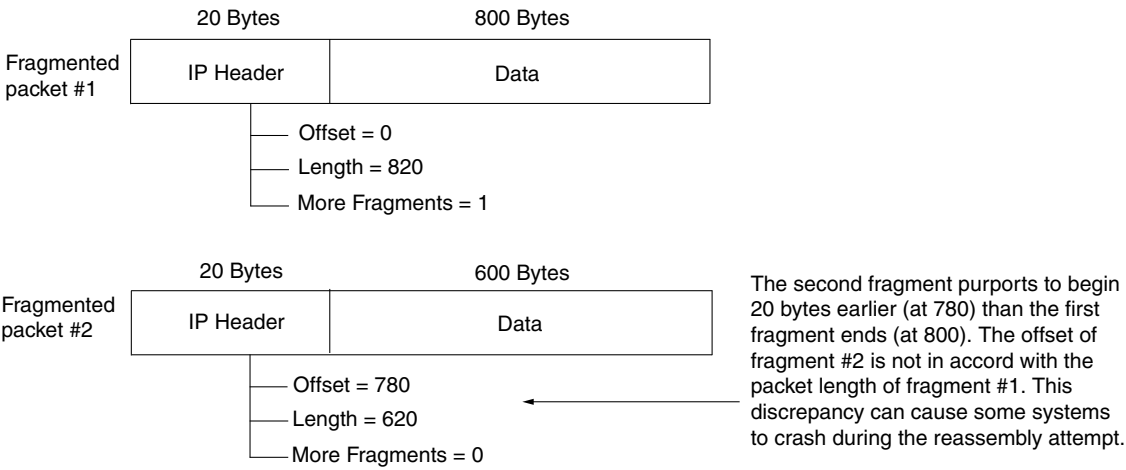 20 Bytes 800 Bytes
Fragmented
packet #1
IP Header Data
Offset = 0
Length = 820
More Fragments = 1
20 Bytes 600 Bytes
Fragmented
packet #2
IP Header Data
Offset = 780
Length = 620
More Fragments = 0
The second fragment purports to begin
20 bytes earlier (at 780) than the first
fragment ends (at 800). The offset of
fragment #2 is not in accord with the
packet length of fragment #1. This
discrepancy can cause some systems
to crash during the reassembly attempt.